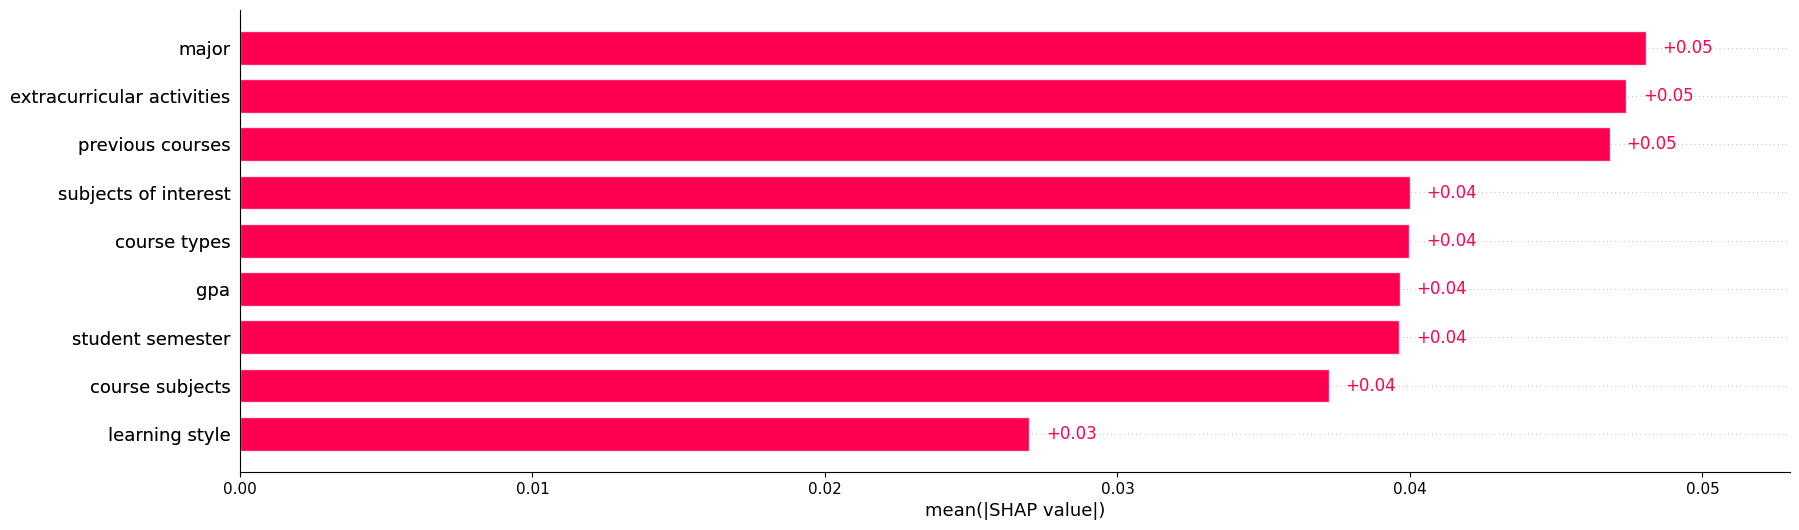 major +0.05
extracurricular activities +0.05
previous courses +0.05
subjects of interest +0.04
course types +0.04
gpa +0.04
student semester +0.04
course subjects +0.04
learning style +0.03
0.00 0.01 0.02 0.03 0.04 0.05
mean(|SHAP value|)